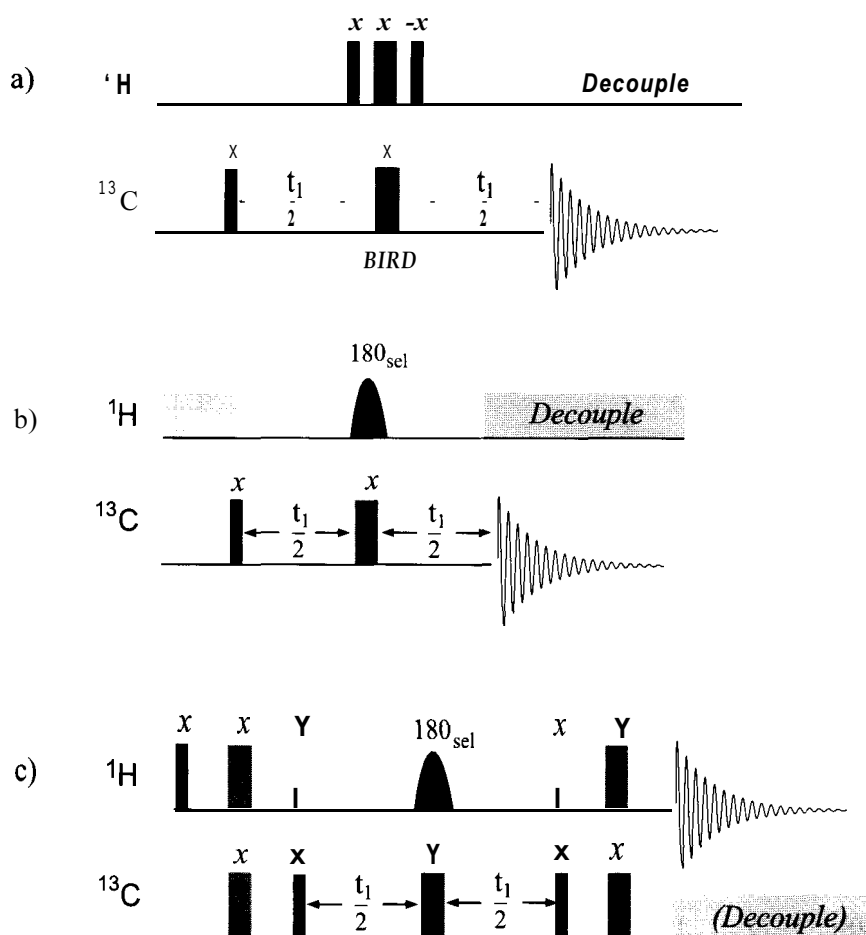 x x -x
a) 'H Decouple
x x
13C t1/2 t1/2
BIRD
180sel
b) 1H Decouple
x x
13C t1/2 t1/2
x x Y 180sel x Y
c) 1H
x x Y x x
13C t1/2 t1/2 (Decouple)